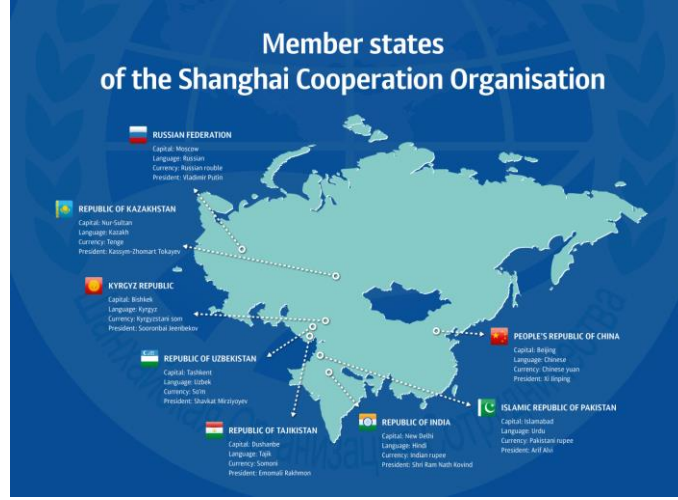 Member states
of the Shanghai Cooperation Organisation
RUSSIAN FEDERATION
Capital: Moscow
Language: Russian
Currency: Russian rouble
President: Vladimir Putin
REPUBLIC OF KAZAKHSTAN
Capital: Nur-Sultan
Language: Kazakh
Currency: Tenge
President: Kassym-Zhomart Tokayev
KYRGYZ REPUBLIC
Capital: Bishkek
Language: Kyrgyz
Currency: Kyrgyzstani som
President: Sooronbai Jeenbekov
REPUBLIC OF UZBEKISTAN
Capital: Tashkent
Language: Uzbek
Currency: So'm
President: Shavkat Mirziyoyev
REPUBLIC OF TAJIKISTAN
Capital: Dushanbe
Language: Tajik
Currency: Somoni
President: Emomali Rakhmon
REPUBLIC OF INDIA
Capital: New Delhi
Language: Hindi
Currency: Indian rupee
President: Shri Ram Nath Kovind
PEOPLE'S REPUBLIC OF CHINA
Capital: Beijing
Language: Chinese
Currency: Chinese yuan
President: Xi Jinping
ISLAMIC REPUBLIC OF PAKISTAN
Capital: Islamabad
Language: Urdu
Currency: Pakistani rupee
President: Arif Alvi